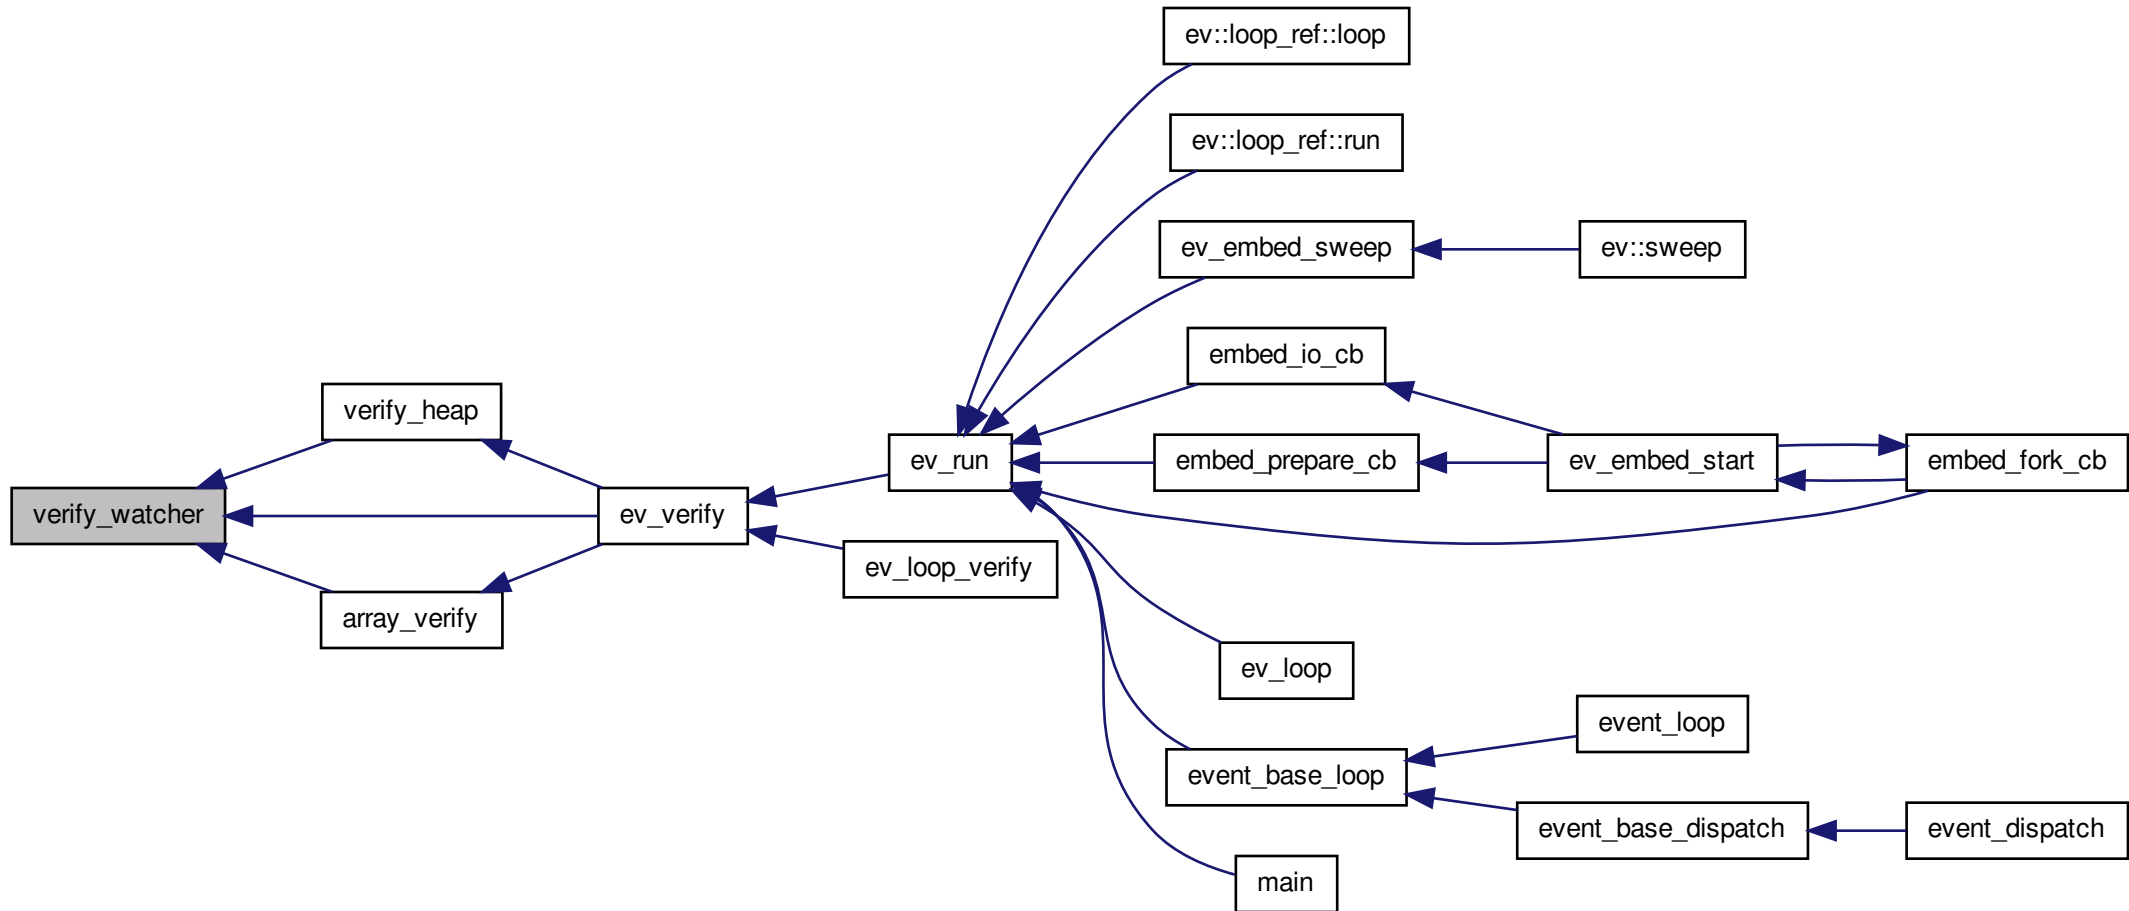 ev::loop_ref::loop
ev::loop_ref::run
ev_embed_sweep
ev::sweep
embed_io_cb
verify_heap
ev_run
embed_prepare_cb
ev_embed_start
embed_fork_cb
verify_watcher
ev_verify
ev_loop_verify
array_verify
ev_loop
event_loop
event_base_loop
event_base_dispatch
event_dispatch
main